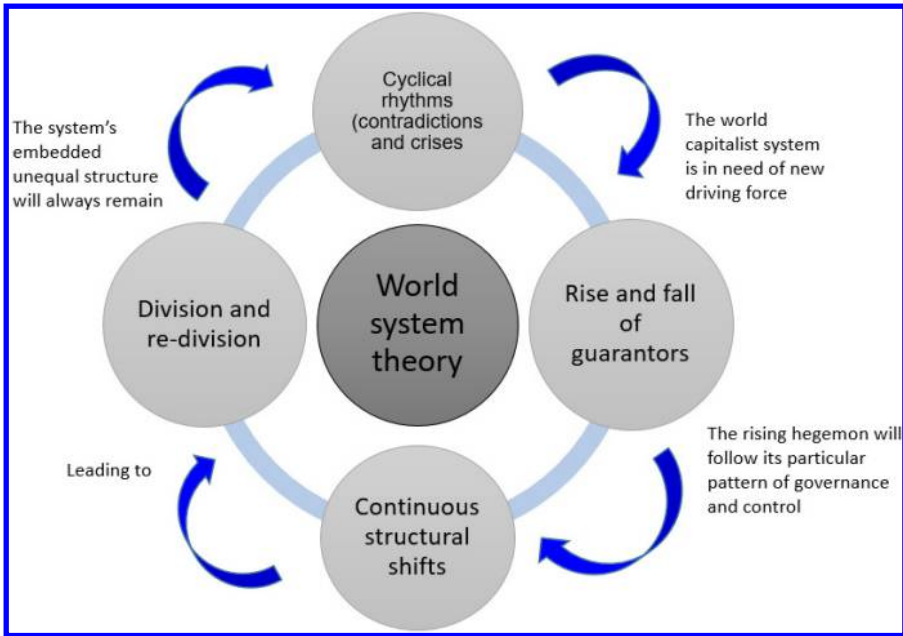 Cyclical
rhythms
(contradictions
and crises
The world
capitalist system
is in need of new
driving force
Rise and fall
of
guarantors
The rising hegemon will
follow its particular
pattern of governance
and control
Continuous
structural
shifts
Leading to
Division and
re-division
The system's
embedded
unequal structure
will always remain
World
system
theory